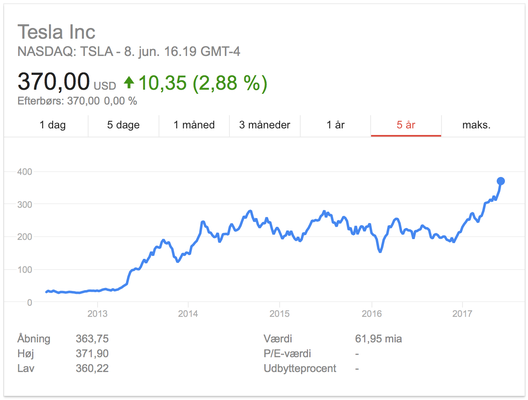 Tesla Inc
NASDAQ: TSLA - 8. jun. 16.19 GMT-4
370,00 USD 10,35 (2,88 %)
Efterbørs: 370,00 0,00 %
1 dag 5 dage 1 måned 3 måneder 1 år 5 år maks.
400
300
200
100
0
2013 2014 2015 2016 2017
Åbning 363,75 Værdi 61,95 mia
Høj 371,90 P/E-værdi -
Lav 360,22 Udbytteprocent -